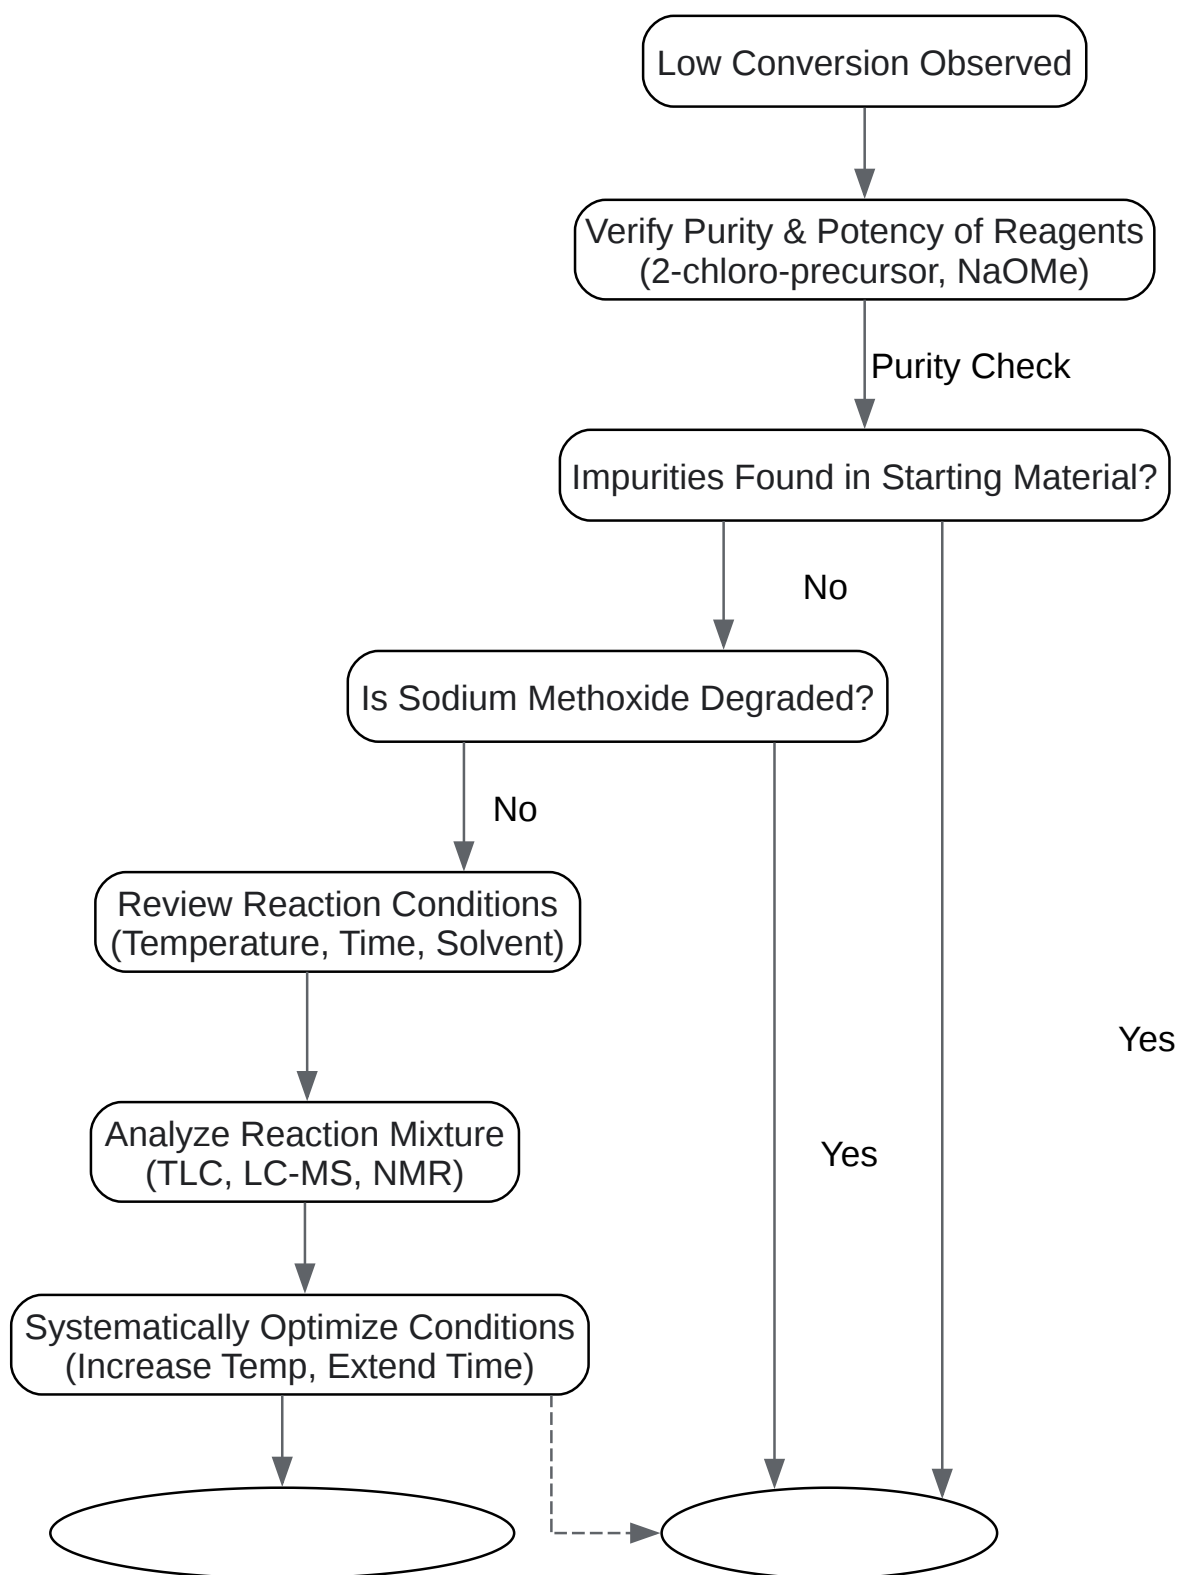 Low Conversion Observed
Verify Purity & Potency of Reagents
(2-chloro-precursor, NaOMe)
Purity Check
Impurities Found in Starting Material?
No
Is Sodium Methoxide Degraded?
No
Review Reaction Conditions
(Temperature, Time, Solvent)
Yes
Analyze Reaction Mixture
(TLC, LC-MS, NMR)
Yes
Systematically Optimize Conditions
(Increase Temp, Extend Time)